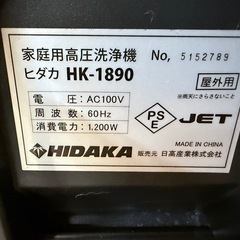 家庭用高圧洗浄機 No, 5152789
ヒダカ HK-1890
屋外用
※雨天にさらさないこと
電圧:AC100V
周波数:60Hz
消費電力:1,200W
PS
E
JET
MADE IN CHINA
HIDAKA 販売元 日高産業株式会社